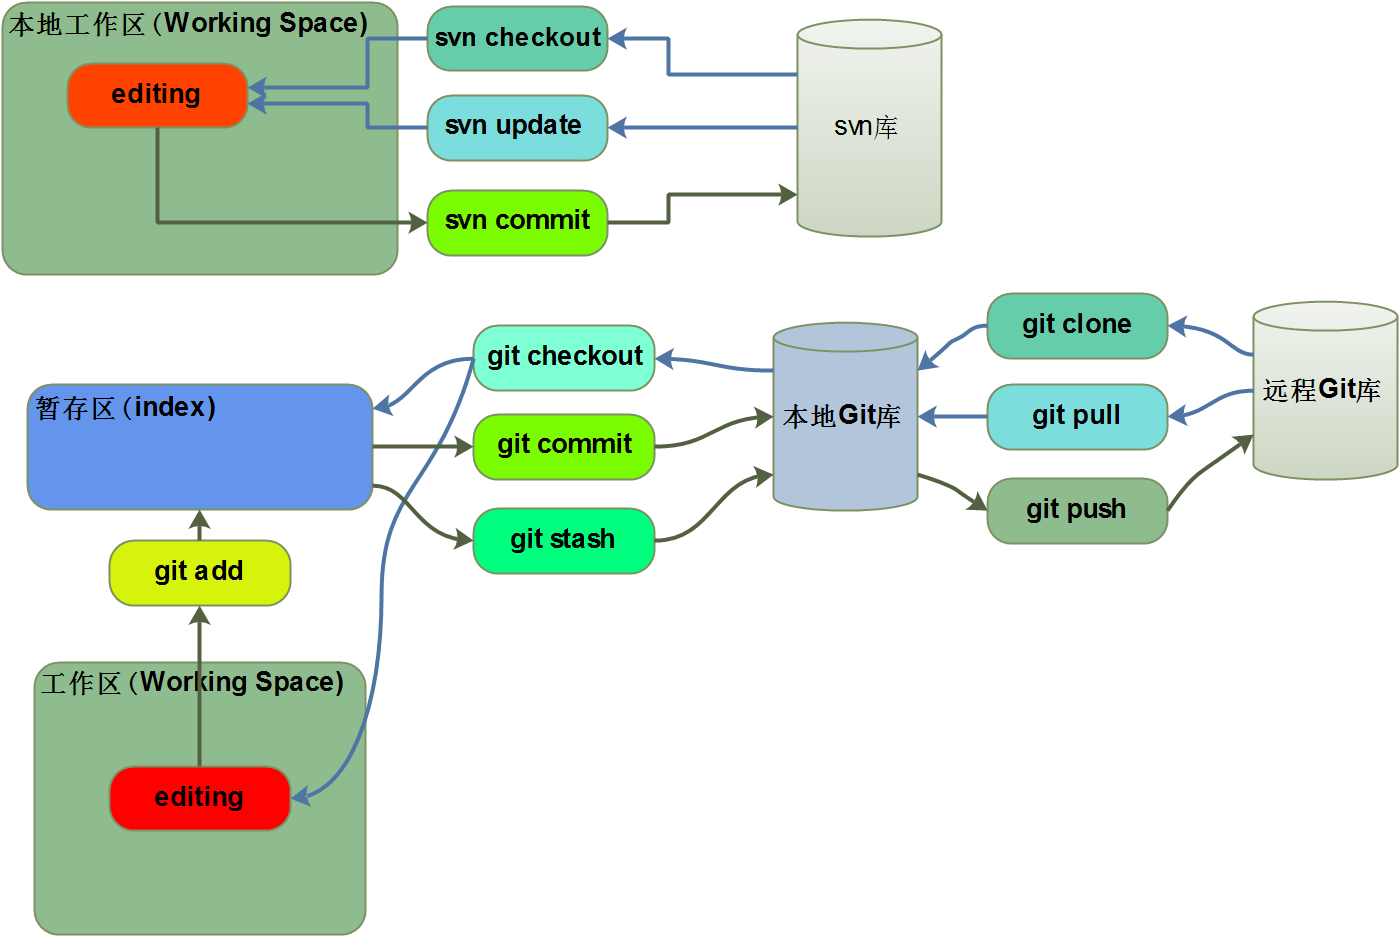 本地工作区(Working Space)
svn checkout
editing
svn update
svn库
svn commit
git clone
git checkout
远程Git库
暂存区(index)
git pull
本地Git库
git commit
git push
git stash
git add
工作区(Working Space)
editing